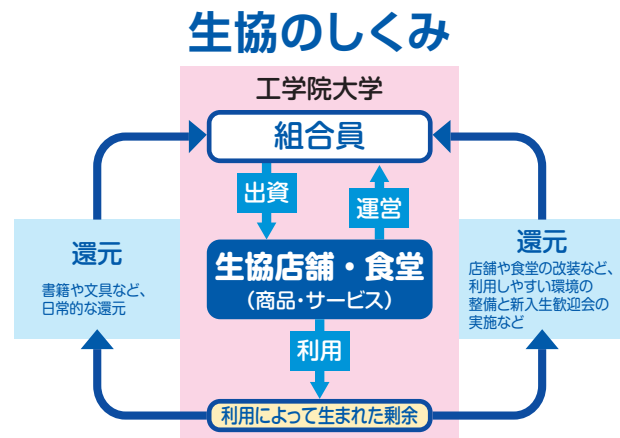 生協のしくみ
工学院大学
組合員
出資
運営
還元
書籍や文具など、
日常的な還元
生協店舗・食堂
（商品・サービス）
還元
店舗や食堂の改装など、
利用しやすい環境の
整備と新入生歓迎会の
実施など
利用
利用によって生まれた剰余